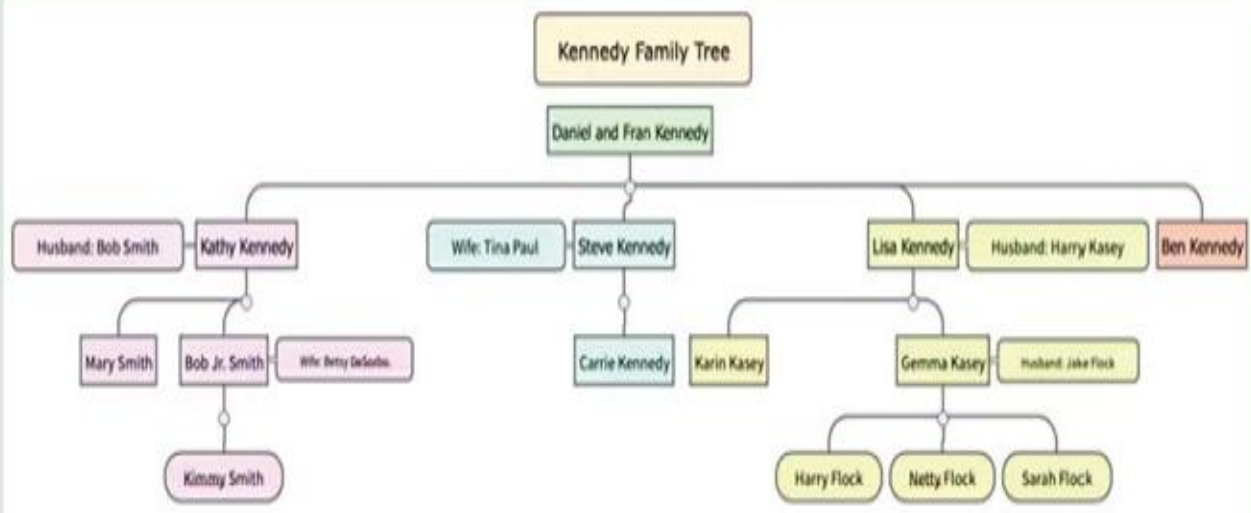 Kennedy Family Tree
Daniel and Fran Kennedy
Husband: Bob Smith
Kathy Kennedy
Wife: Tina Paul
Steve Kennedy
Lisa Kennedy
Husband: Harry Kasey
Ben Kennedy
Mary Smith
Bob Jr. Smith
Wife: Betsy
Carrie Kennedy
Karin Kasey
Gemma Kasey
Husband: Jake Flock
Kimmy Smith
Harry Flock
Netty Flock
Sarah Flock